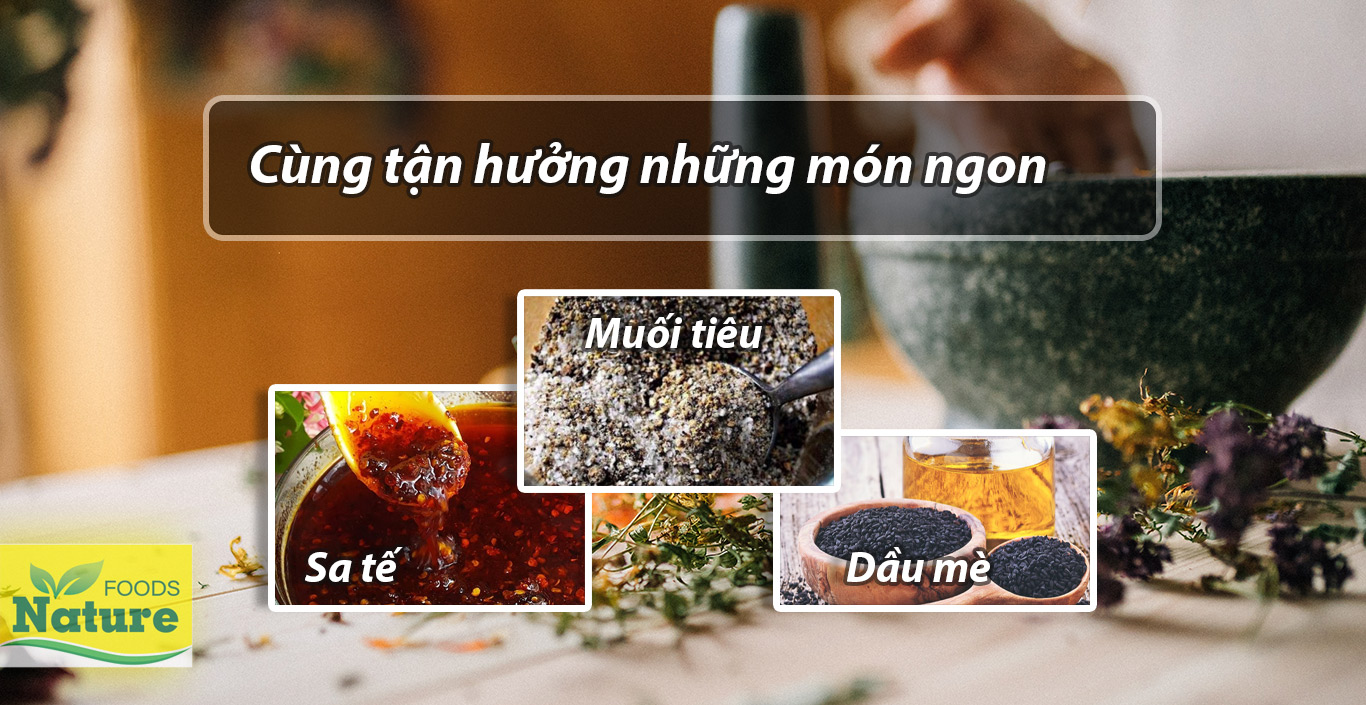 Cùng tận hưởng những món ngon
Muối tiêu
Sa tế
Dầu mè
FOODS
Nature